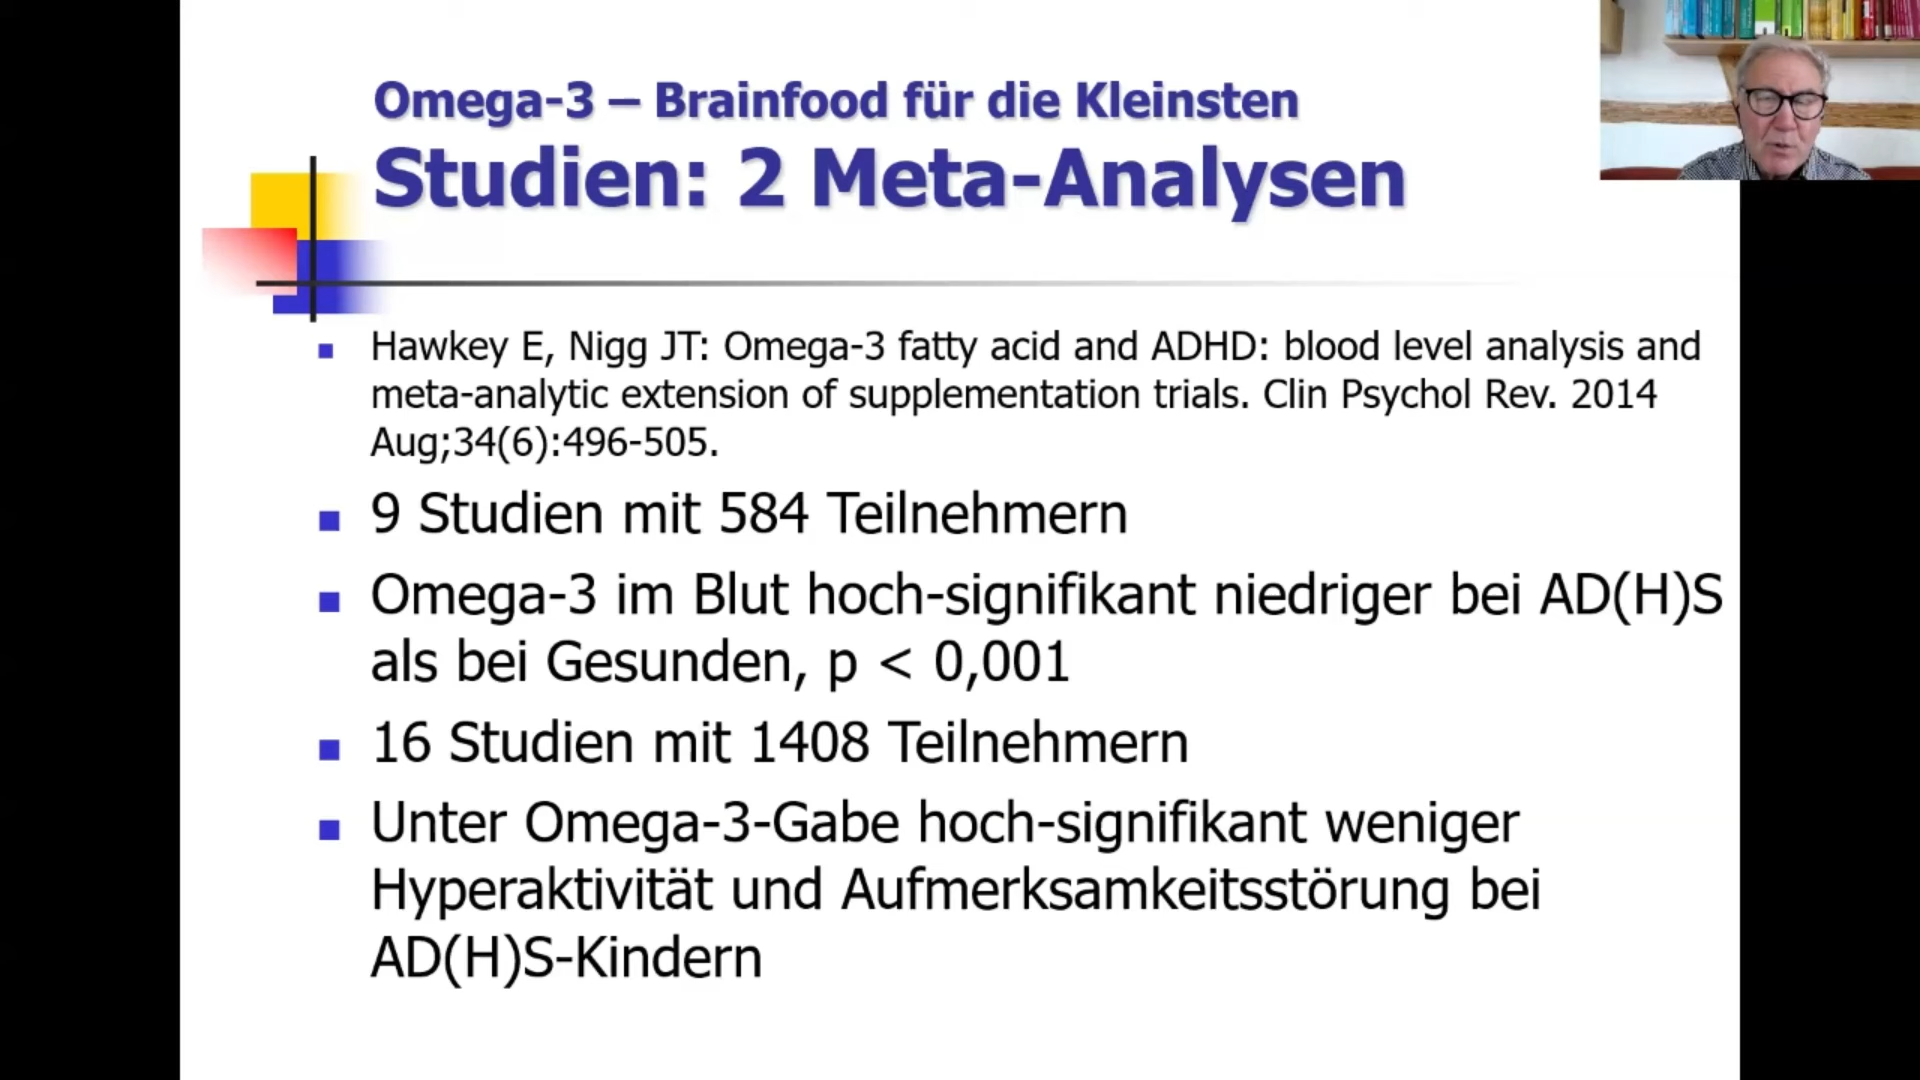 Omega-3 – Brainfood für die Kleinsten
Studien: 2 Meta-Analysen
Hawkey E, Nigg JT: Omega-3 fatty acid and ADHD: blood level analysis and
meta-analytic extension of supplementation trials. Clin Psychol Rev. 2014
Aug;34(6):496-505.
9 Studien mit 584 Teilnehmern
Omega-3 im Blut hoch-signifikant niedriger bei AD(H)S
als bei Gesunden, p < 0,001
16 Studien mit 1408 Teilnehmern
Unter Omega-3-Gabe hoch-signifikant weniger
Hyperaktivität und Aufmerksamkeitsstörung bei
AD(H)S-Kindern